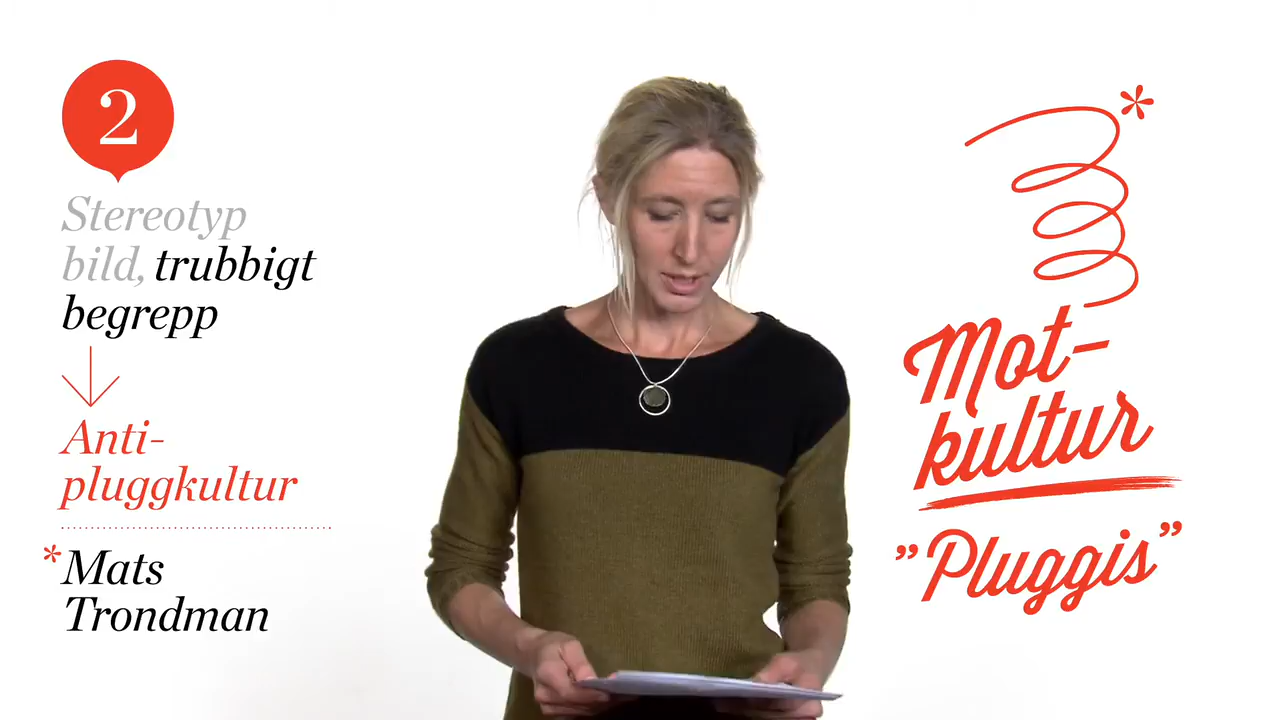 2
Stereotyp
bild, trubbigt
begrepp
Anti-
pluggkultur
*Mats
Trondman
*
Mot-
kultur
”Pluggis”